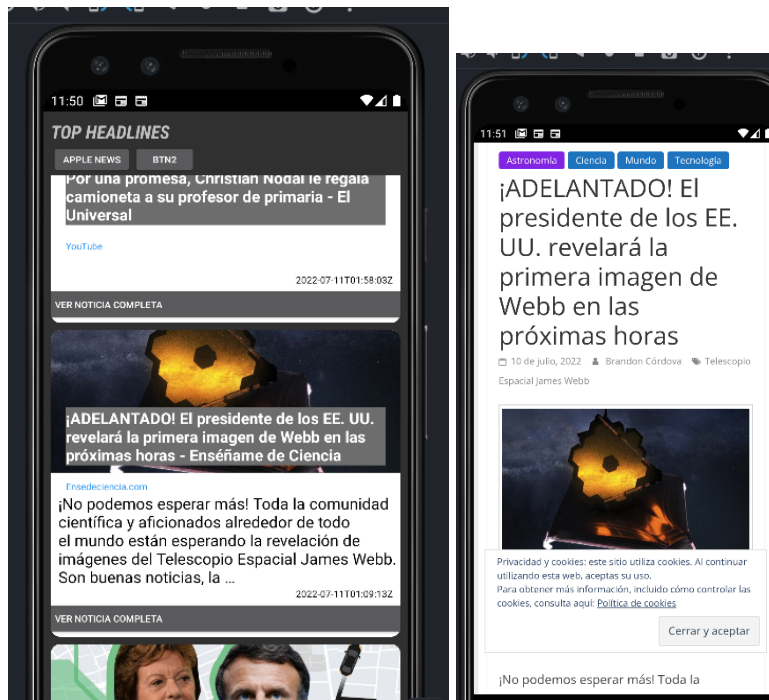 11:50
TOP HEADLINES
APPLE NEWS
BTN2
Por una promesa, Christian Nodal le regala
camioneta a su profesor de primaria - El
Universal
YouTube
2022-07-11T01:58:03Z
VER NOTICIA COMPLETA
¡ADELANTADO! El presidente de los EE. UU.
revelará la primera imagen de Webb en las
próximas horas - Enséñame de Ciencia
Ensedeciencia.com
¡No podemos esperar más! Toda la comunidad
científica y aficionados alrededor de todo
el mundo están esperando la revelación de
imágenes del Telescopio Espacial James Webb.
Son buenas noticias, la ...
2022-07-11T01:09:13Z
VER NOTICIA COMPLETA
11:51
Astronomía Ciencia Mundo Tecnología
¡ADELANTADO! El
presidente de los EE.
UU. revelará la
primera imagen de
Webb en las
próximas horas
10 de julio, 2022 Brandon Córdova Telescopio
Espacial James Webb
Privacidad y cookies: este sitio utiliza cookies. Al continuar
utilizando esta web, aceptas su uso.
Para obtener más información, incluido cómo controlar las
cookies, consulta aquí: Política de cookies
Cerrar y aceptar
¡No podemos esperar más! Toda la